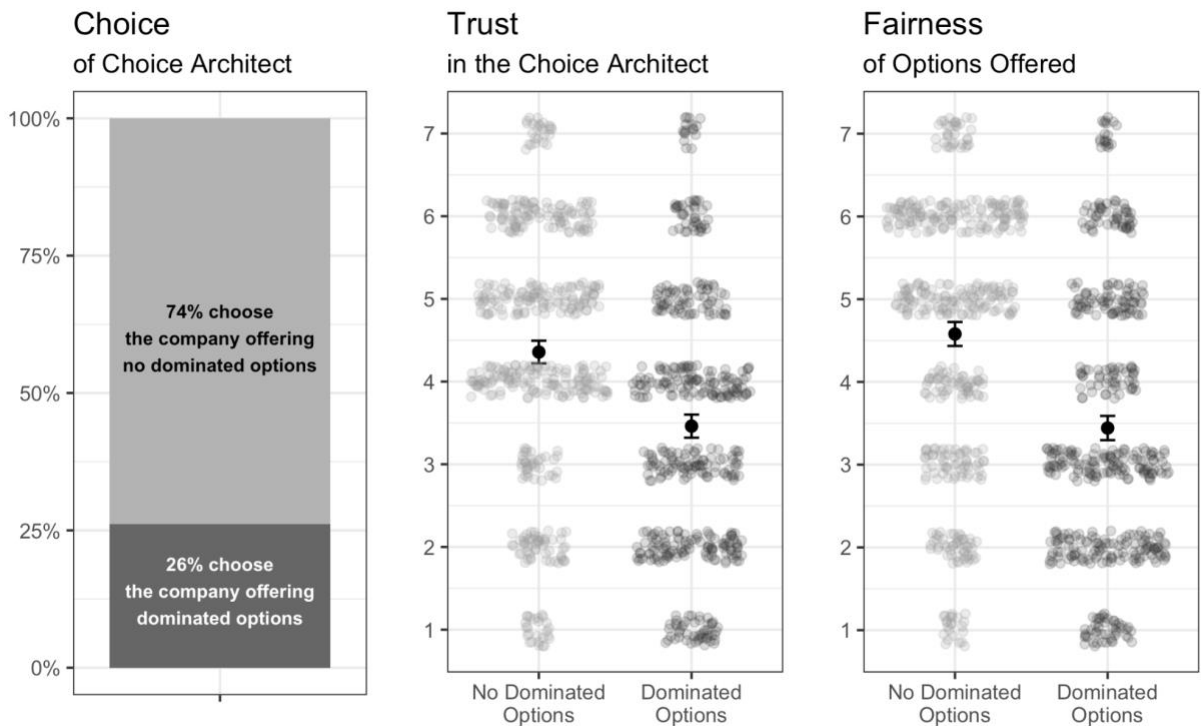 Choice
of Choice Architect
100%
75%
50%
25%
0%
74% choose
the company offering
no dominated options
26% choose
the company offering
dominated options
Trust
in the Choice Architect
7
6
5
4
3
2
1
No Dominated
Options
Dominated
Options
Fairness
of Options Offered
7
6
5
4
3
2
1
No Dominated
Options
Dominated
Options